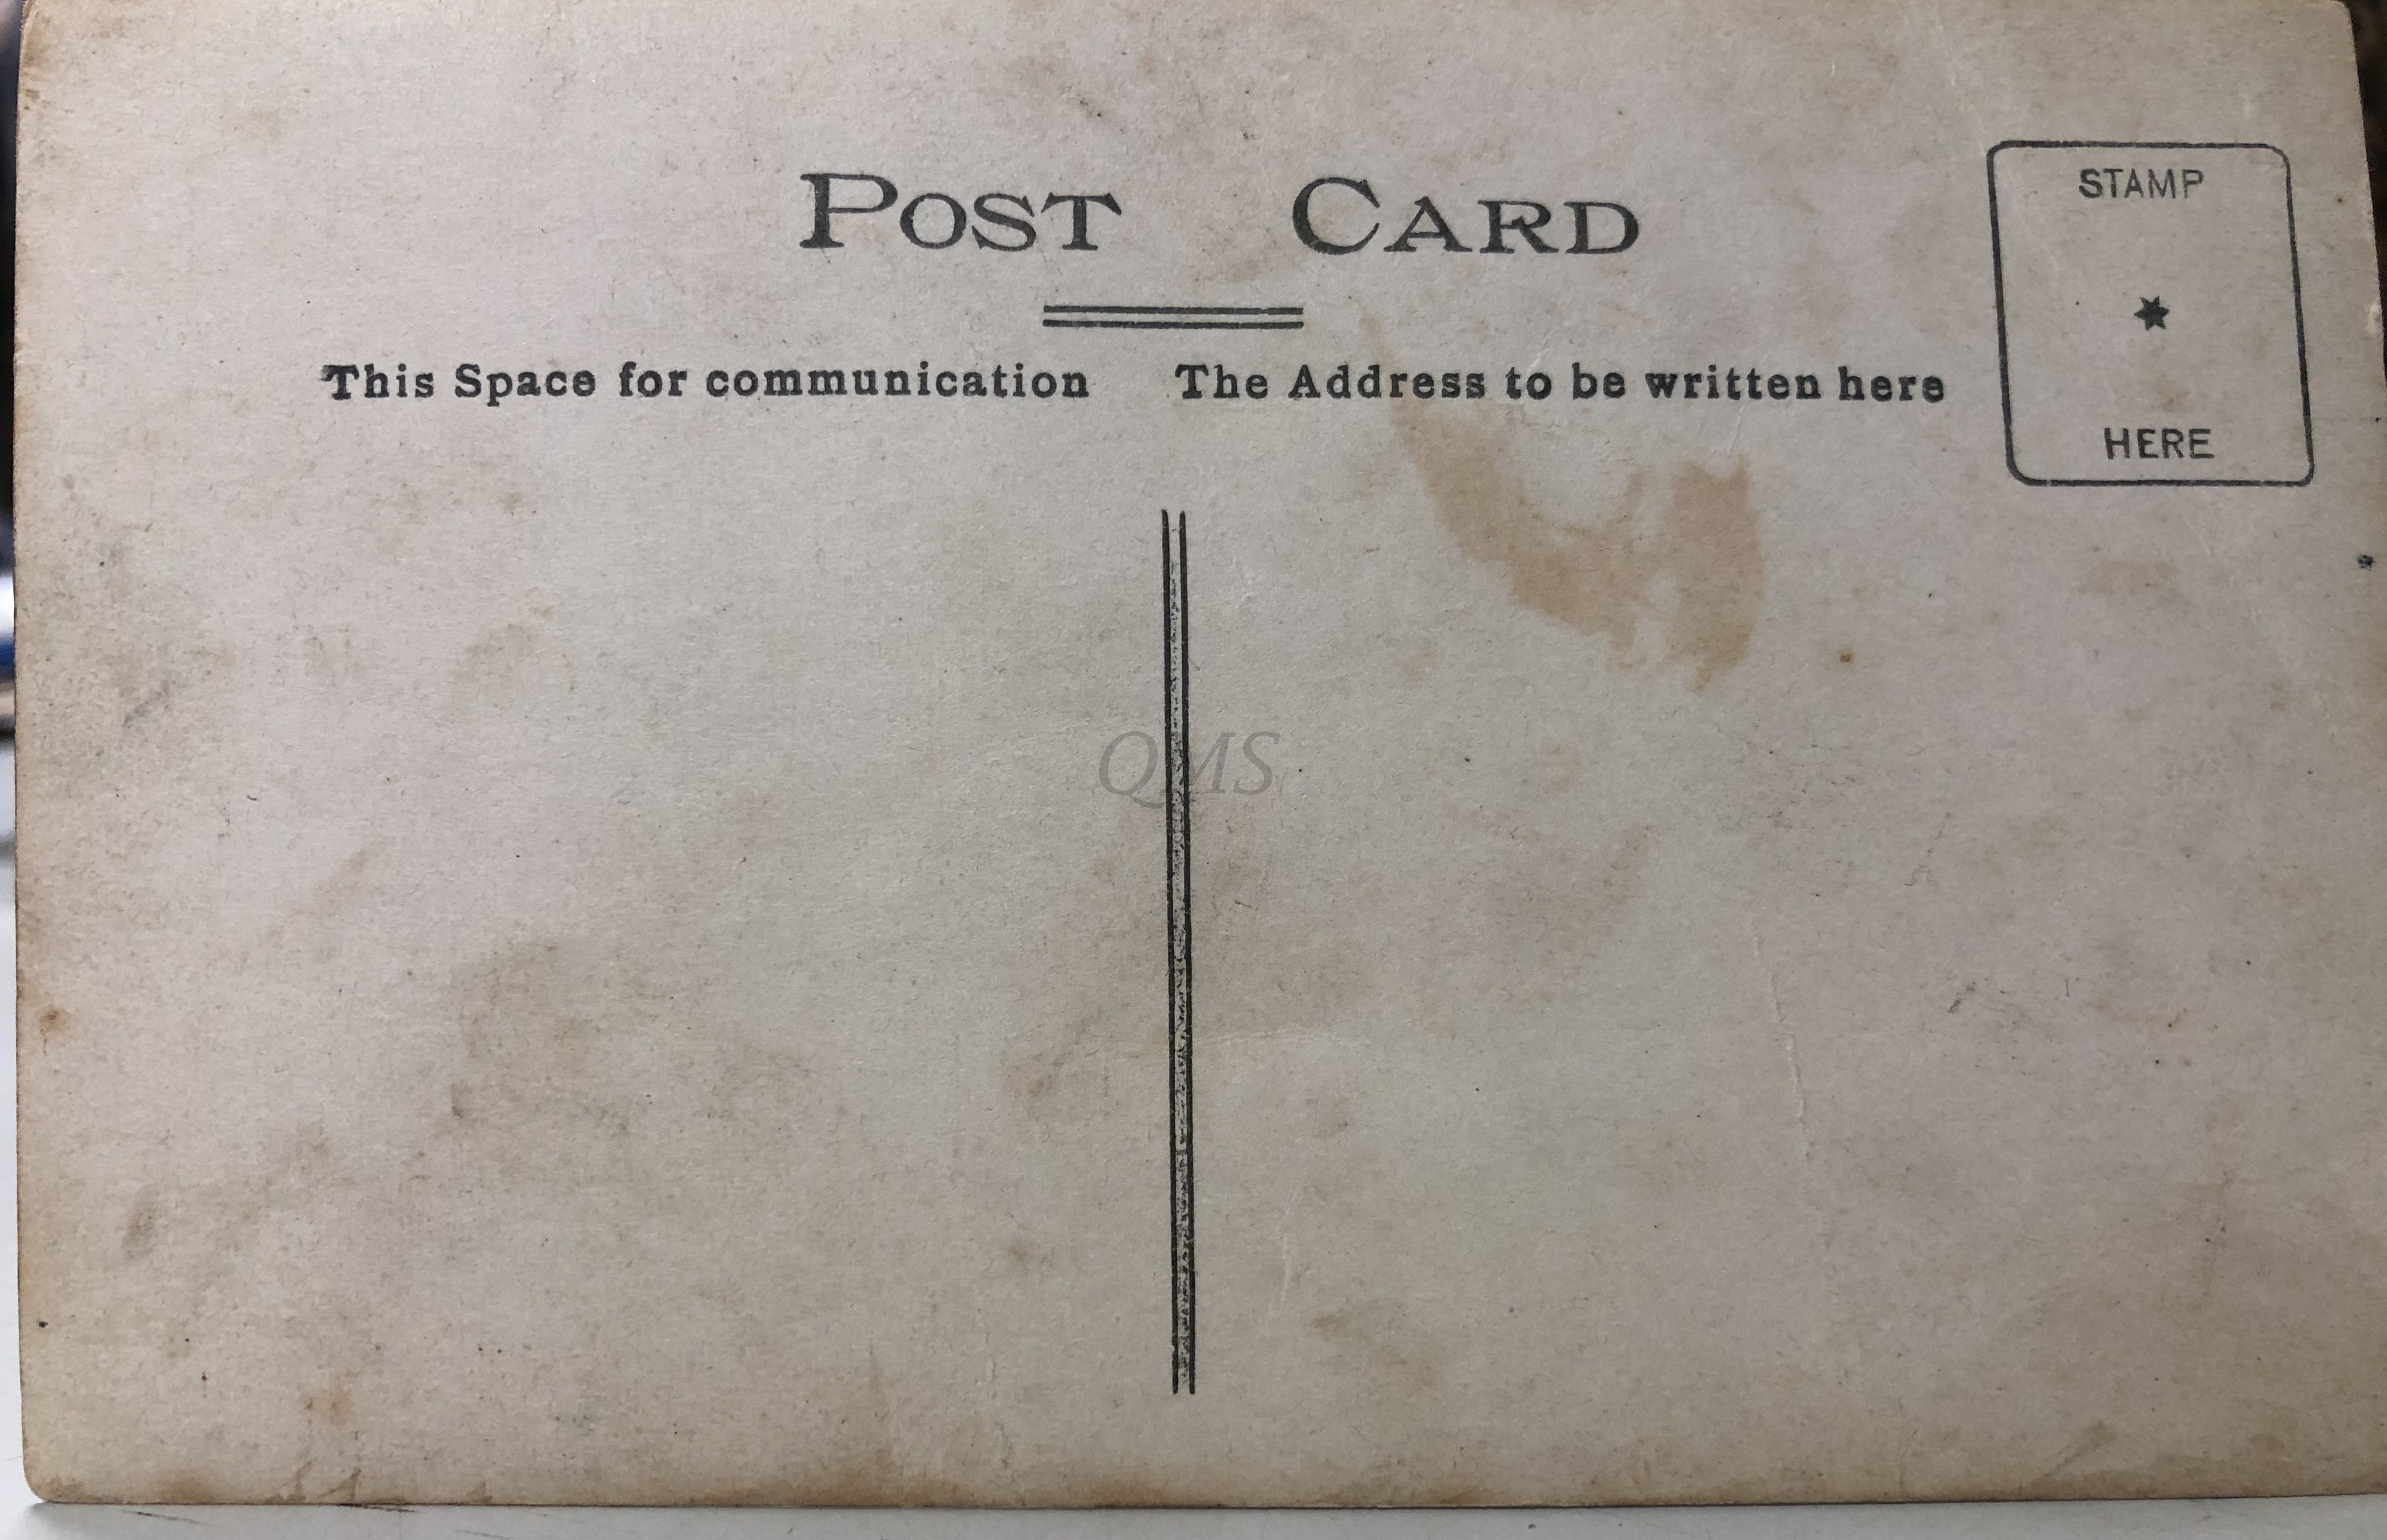 POST CARD
STAMP
HERE
This Space for communication
The Address to be written here
QMS